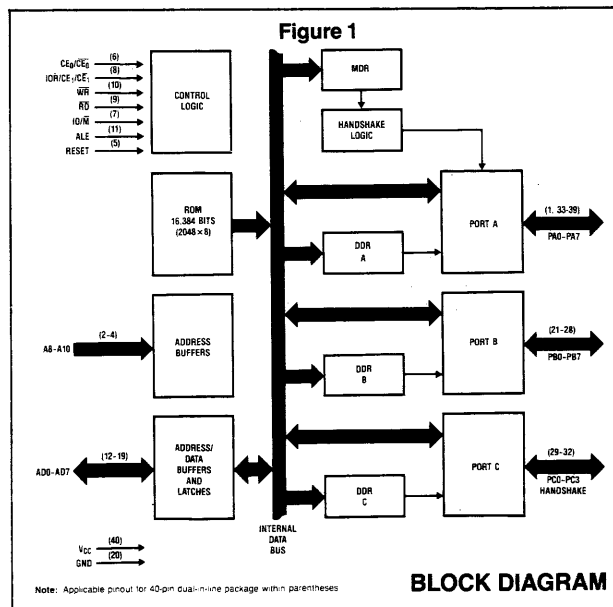 Figure 1
CE0/C̅E̅0̅
(6)
IOR/CE1/C̅E̅1̅
(8)
W̅R̅
(10)
R̅D̅
(9)
IO/M̅
(7)
ALE
(11)
RESET
(5)
CONTROL
LOGIC
MDR
HANDSHAKE
LOGIC
ROM
16.384 BITS
(2048 × 8)
PORT A
(1. 33-39)
PA0-PA7
DDR
A
A8-A10
(2-4)
ADDRESS
BUFFERS
PORT B
(21-28)
PB0-PB7
DDR
B
AD0-AD7
(12-19)
ADDRESS/
DATA
BUFFERS
AND
LATCHES
PORT C
(29-32)
PC0-PC3
HANDSHAKE
DDR
C
INTERNAL
DATA
BUS
VCC
(40)
GND
(20)
Note: Applicable pinout for 40-pin dual-in-line package within parentheses
BLOCK DIAGRAM